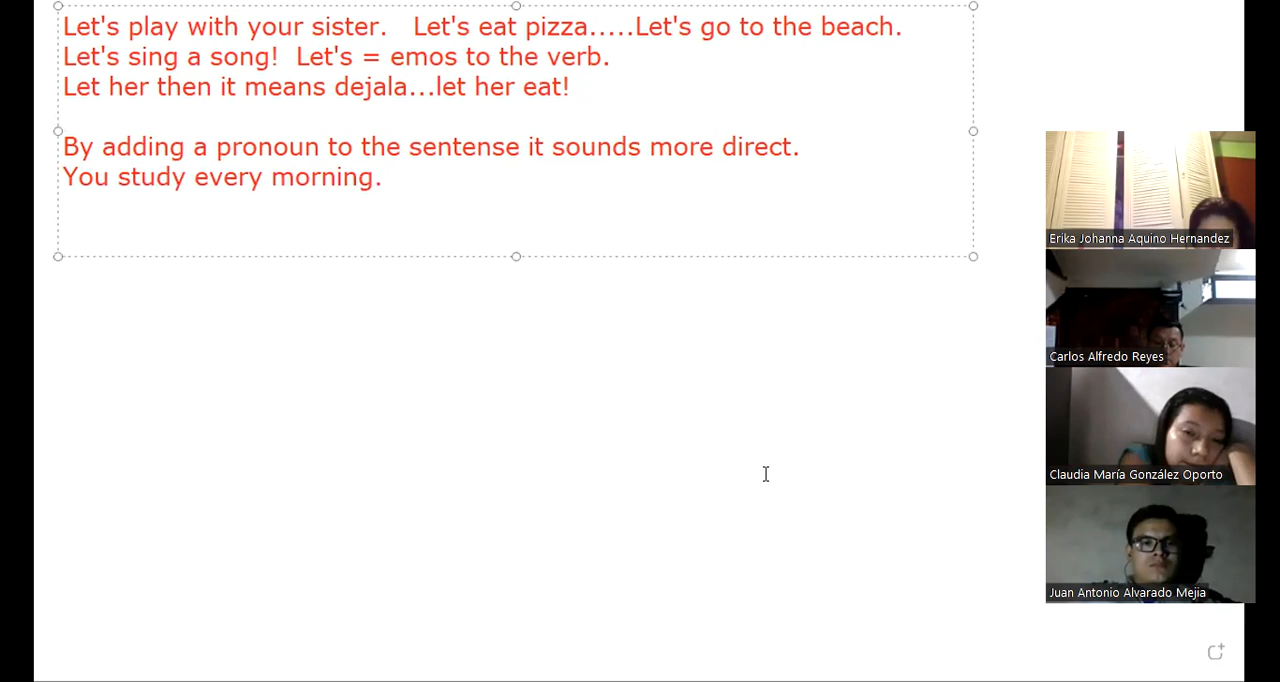 Let's play with your sister.   Let's eat pizza.....Let's go to the beach.
Let's sing a song!  Let's = emos to the verb.
Let her then it means dejala...let her eat!
By adding a pronoun to the sentense it sounds more direct.
You study every morning.
Erika Johanna Aquino Hernandez
Carlos Alfredo Reyes
Claudia María González Oporto
Juan Antonio Alvarado Mejia